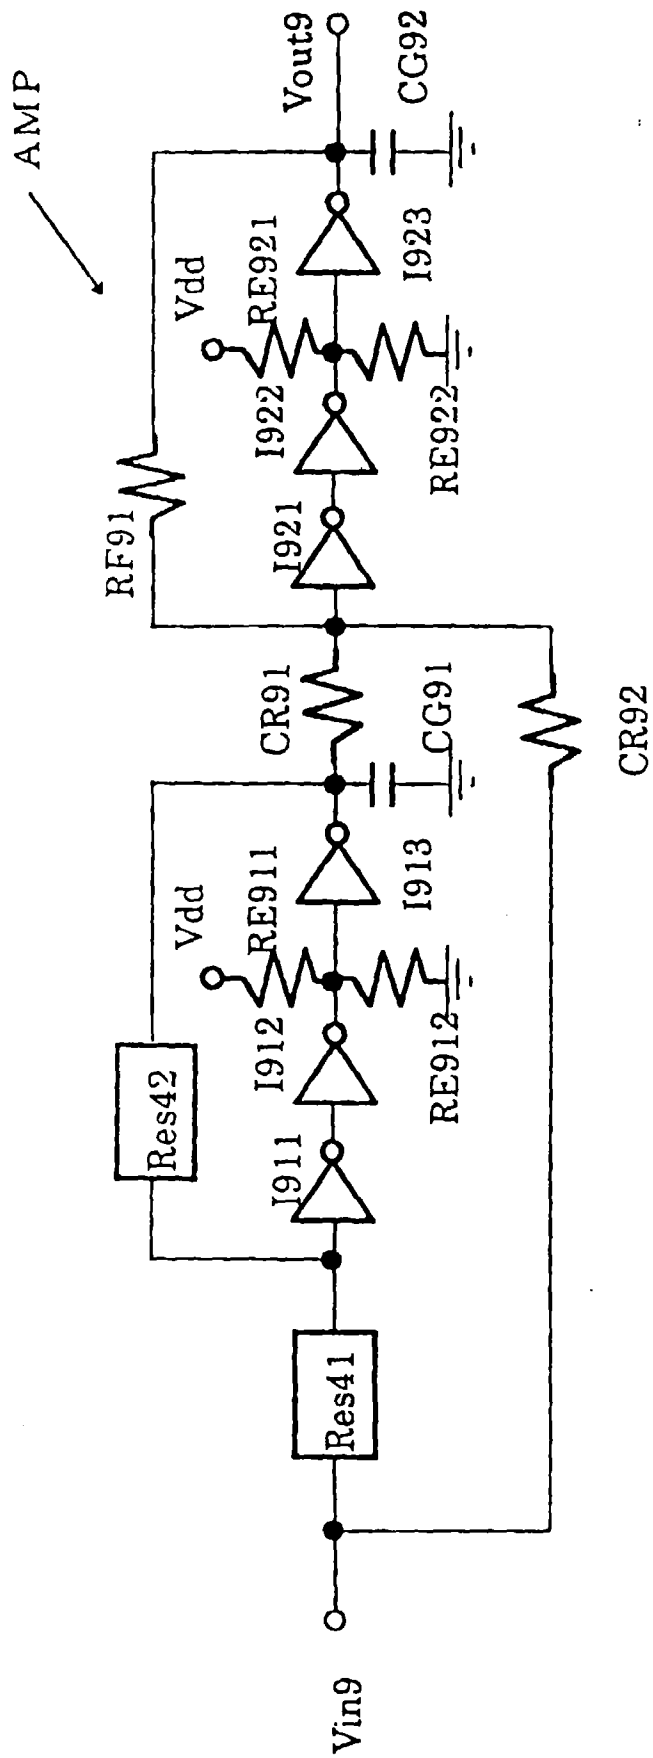 AMP
Vin9
Res41
Res42
I911
I912
Vdd
RE911
RE912
I913
CG91
CR91
CR92
RF91
I921
I922
Vdd
RE921
RE922
I923
Vout9
CG92